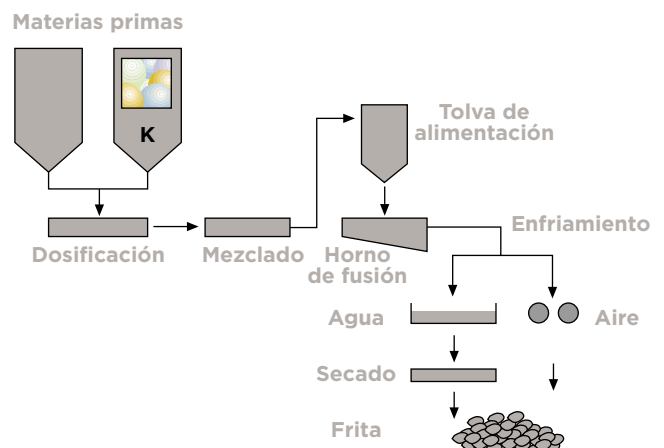 Materias primas
K
Tolva de
alimentación
Dosificación
Mezclado
Horno
de fusión
Enfriamiento
Agua
Aire
Secado
Frita